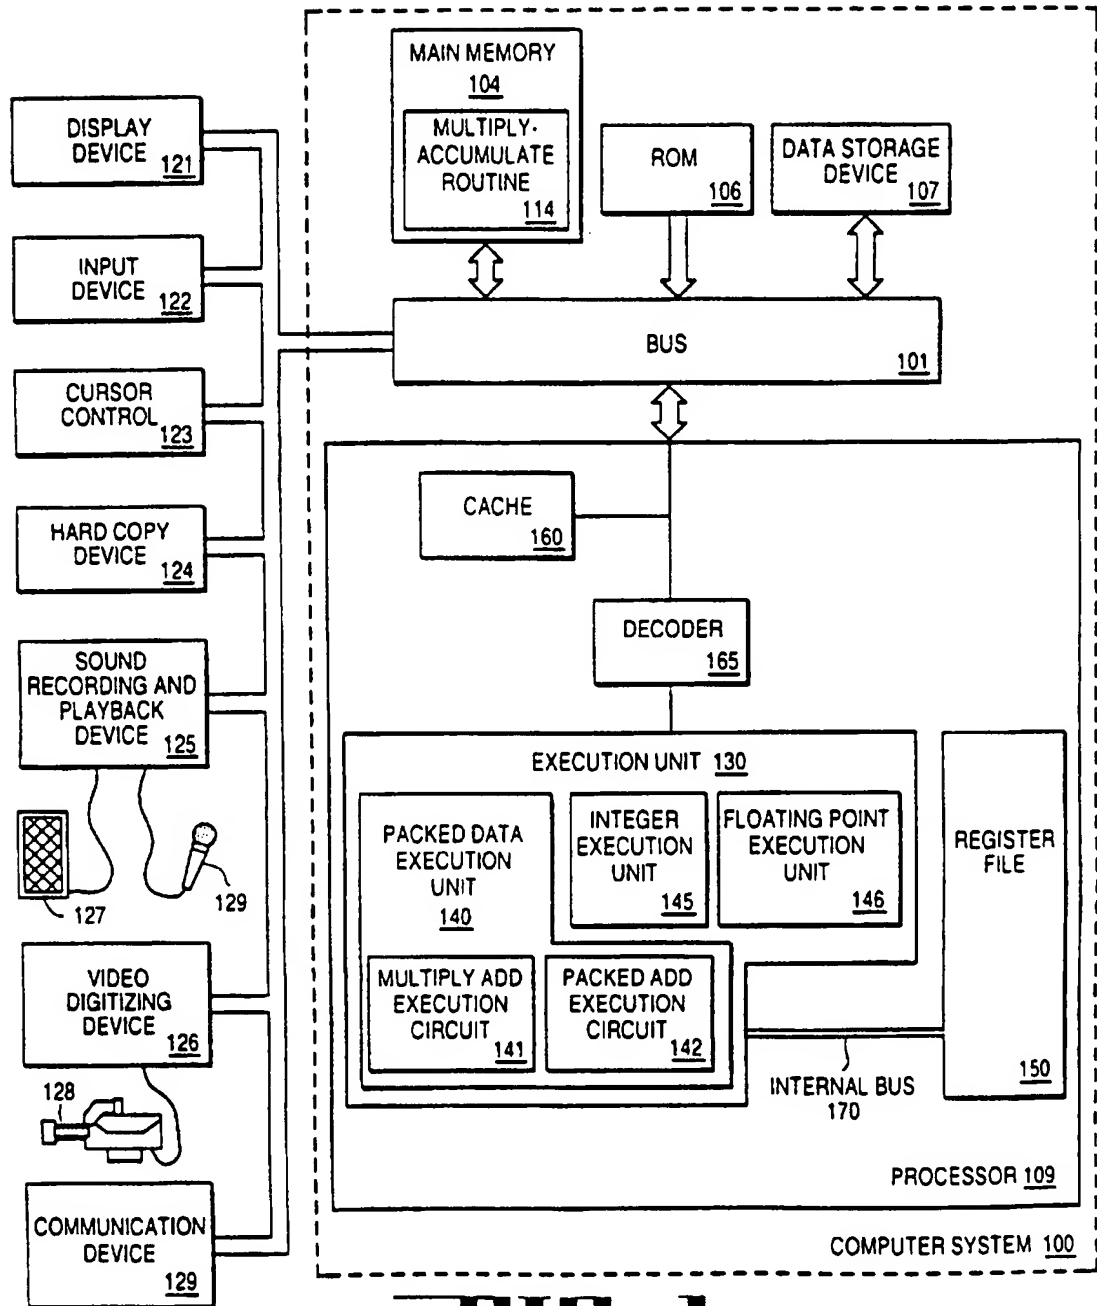 MAIN MEMORY
104
MULTIPLY-
ACCUMULATE
ROUTINE
114
ROM
106
DATA STORAGE
DEVICE
107
DISPLAY
DEVICE
121
INPUT
DEVICE
122
BUS
101
CURSOR
CONTROL
123
CACHE
160
HARD COPY
DEVICE
124
DECODER
165
SOUND
RECORDING AND
PLAYBACK
DEVICE
125
127
129
EXECUTION UNIT 130
PACKED DATA
EXECUTION
UNIT
140
INTEGER
EXECUTION
UNIT
145
FLOATING POINT
EXECUTION
UNIT
146
REGISTER
FILE
150
MULTIPLY ADD
EXECUTION
CIRCUIT
141
PACKED ADD
EXECUTION
CIRCUIT
142
INTERNAL BUS
170
VIDEO
DIGITIZING
DEVICE
126
128
PROCESSOR 109
COMMUNICATION
DEVICE
129
COMPUTER SYSTEM 100